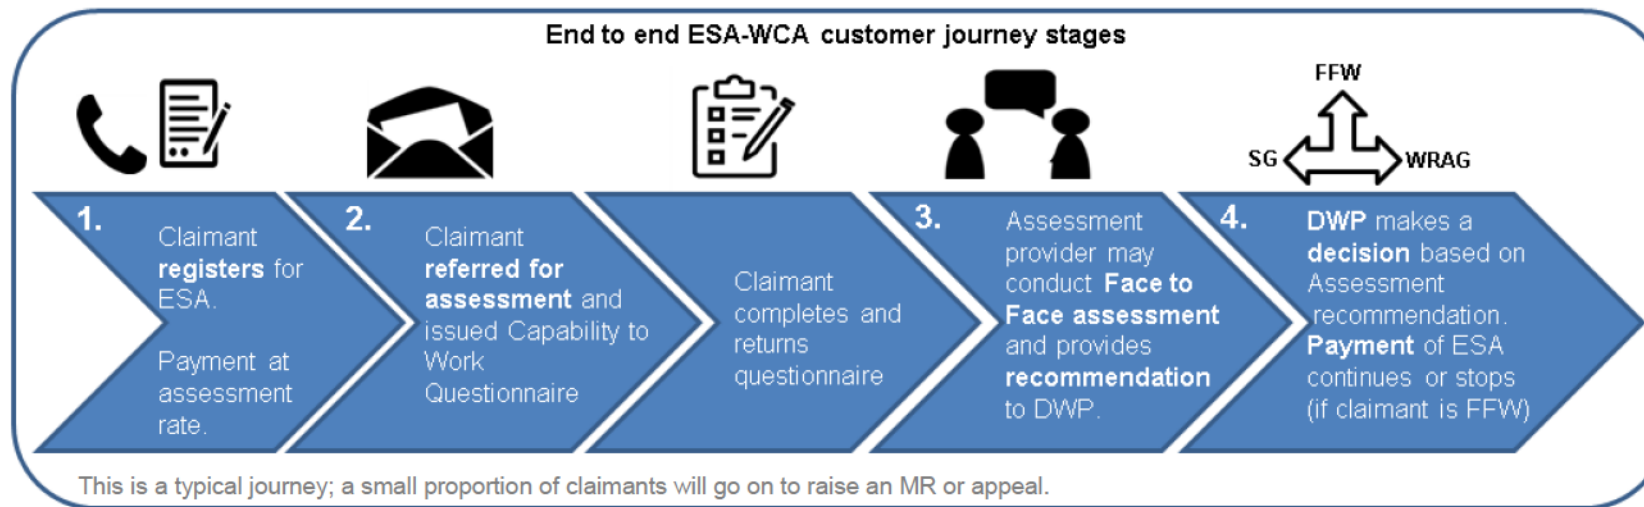 End to end ESA-WCA customer journey stages
FFW
SG
WRAG
1.
Claimant
registers for
ESA.
Payment at
assessment
rate.
2.
Claimant
referred for
assessment and
issued Capability to
Work
Questionnaire
Claimant
completes and
returns
questionnaire
3.
Assessment
provider may
conduct Face to
Face assessment
and provides
recommendation
to DWP.
4.
DWP makes a
decision based on
Assessment
recommendation.
Payment of ESA
continues or stops
(if claimant is FFW)
This is a typical journey; a small proportion of claimants will go on to raise an MR or appeal.